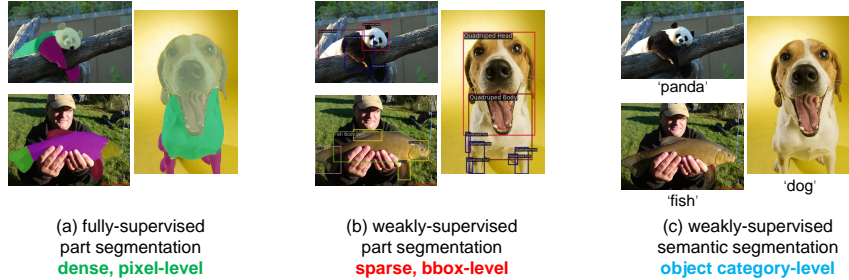 Quadruped Head
Quadruped Body
Fish Body
'panda'
'fish'
'dog'
(a) fully-supervised
part segmentation
dense, pixel-level
(b) weakly-supervised
part segmentation
sparse, bbox-level
(c) weakly-supervised
semantic segmentation
object category-level